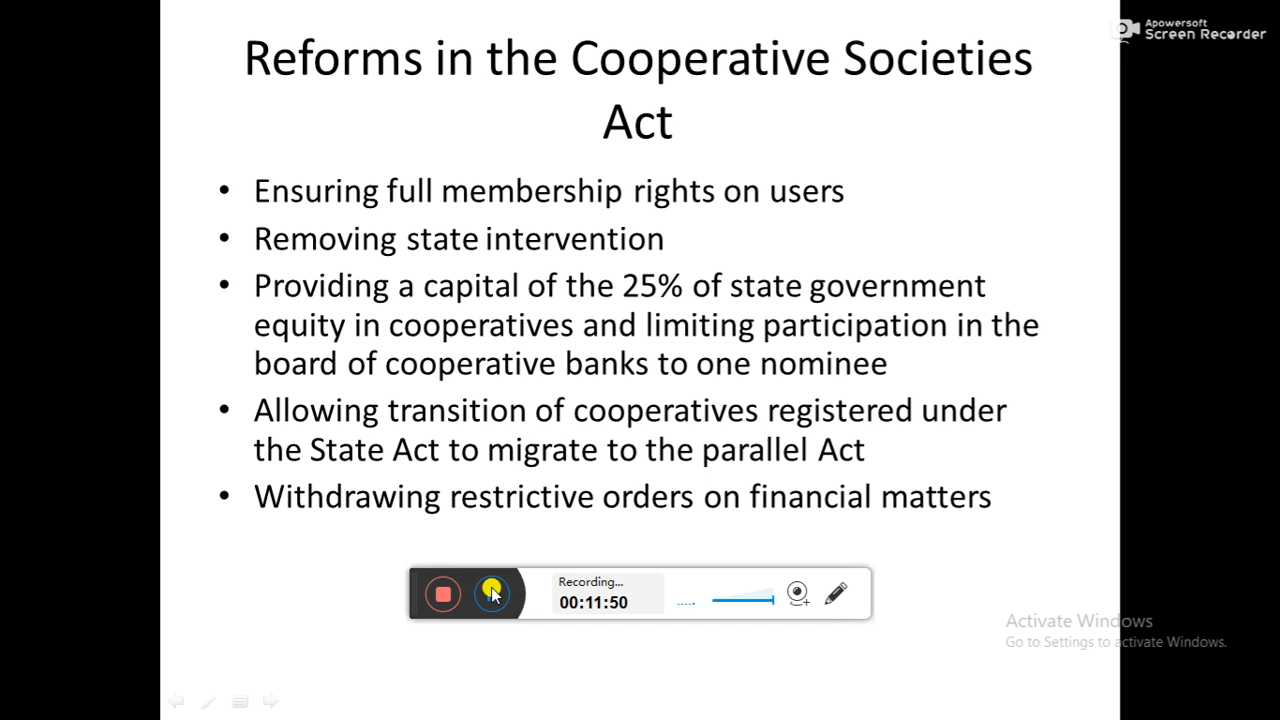 Apowersoft
Screen Recorder
Reforms in the Cooperative Societies
Act
• Ensuring full membership rights on users
• Removing state intervention
• Providing a capital of the 25% of state government
equity in cooperatives and limiting participation in the
board of cooperative banks to one nominee
• Allowing transition of cooperatives registered under
the State Act to migrate to the parallel Act
• Withdrawing restrictive orders on financial matters
Recording...
00:11:50
Activate Windows
Go to Settings to activate Windows.